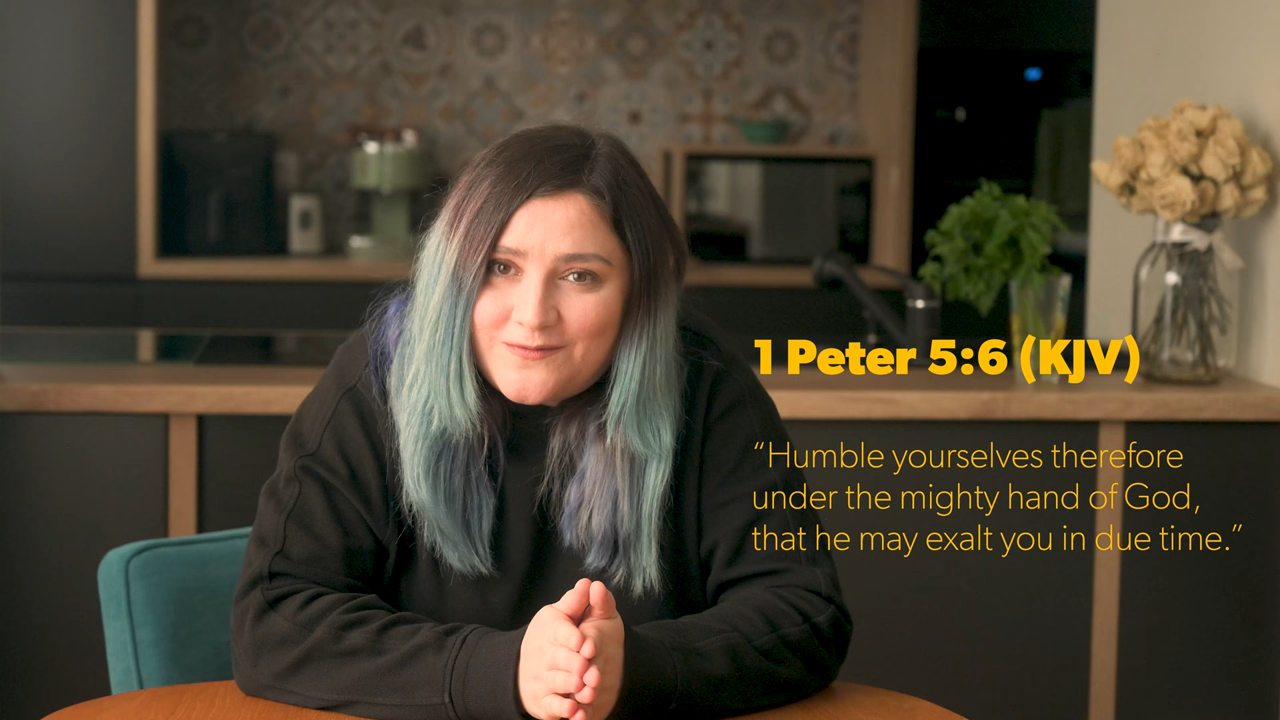 1 Peter 5:6 (KJV)
“Humble yourselves therefore
under the mighty hand of God,
that he may exalt you in due time.”